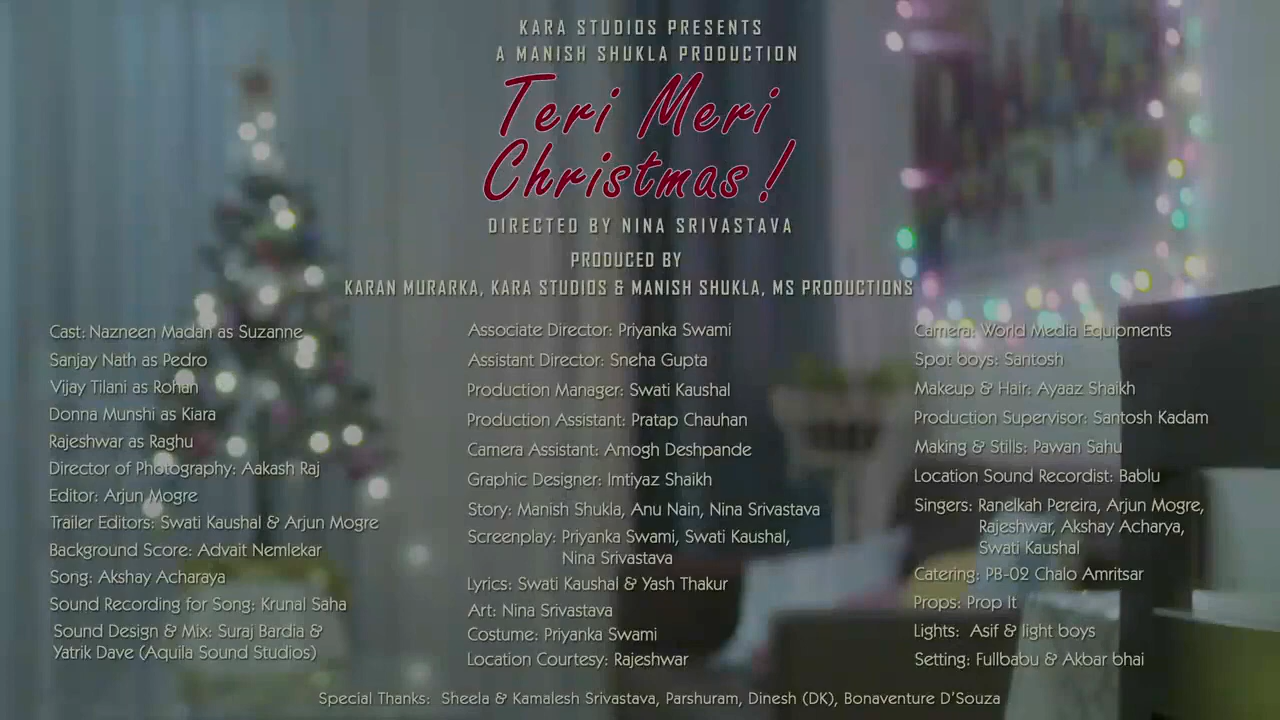 KARA STUDIOS PRESENTS
A MANISH SHUKLA PRODUCTION
Teri Meri
Christmas!
DIRECTED BY NINA SRIVASTAVA
PRODUCED BY
KARAN MURARKA, KARA STUDIOS & MANISH SHUKLA, MS PRODUCTIONS
Cast: Nazneen Madan as Suzanne
Sanjay Nath as Pedro
Vijay Tilani as Rohan
Donna Munshi as Kiara
Rajeshwar as Raghu
Director of Photography: Aakash Raj
Editor: Arjun Mogre
Trailer Editors: Swati Kaushal & Arjun Mogre
Background Score: Advait Nemlekar
Song: Akshay Acharaya
Sound Recording for Song: Krunal Saha
Sound Design & Mix: Suraj Bardia &
Yatrik Dave (Aquila Sound Studios)
Associate Director: Priyanka Swami
Assistant Director: Sneha Gupta
Production Manager: Swati Kaushal
Production Assistant: Pratap Chauhan
Camera Assistant: Amogh Deshpande
Graphic Designer: Imtiyaz Shaikh
Story: Manish Shukla, Anu Nain, Nina Srivastava
Screenplay: Priyanka Swami, Swati Kaushal,
Nina Srivastava
Lyrics: Swati Kaushal & Yash Thakur
Art: Nina Srivastava
Costume: Priyanka Swami
Location Courtesy: Rajeshwar
Camera: World Media Equipments
Spot boys: Santosh
Makeup & Hair: Ayaaz Shaikh
Production Supervisor: Santosh Kadam
Making & Stills: Pawan Sahu
Location Sound Recordist: Bablu
Singers: Ranelkah Pereira, Arjun Mogre,
Rajeshwar, Akshay Acharya,
Swati Kaushal
Catering: PB-02 Chalo Amritsar
Props: Prop It
Lights: Asif & light boys
Setting: Fullbabu & Akbar bhai
Special Thanks: Sheela & Kamalesh Srivastava, Parshuram, Dinesh (DK), Bonaventure D'Souza